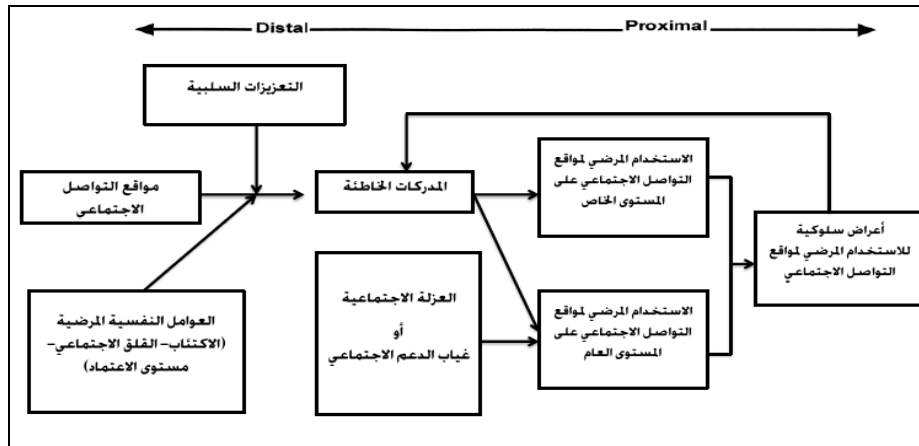 Distal
Proximal
التعزيزات السلبية
مواقع التواصل
الاجتماعي
المدركات الخاطئة
الاستخدام المرضي لمواقع
التواصل الاجتماعي على
المستوى الخاص
أعراض سلوكية
للاستخدام المرضي لمواقع
التواصل الاجتماعي
العوامل النفسية المرضية
(الاكتئاب- القلق الاجتماعي-
مستوى الاعتماد)
العزلة الاجتماعية
أو
غياب الدعم الاجتماعي
الاستخدام المرضي لمواقع
التواصل الاجتماعي على
المستوى العام